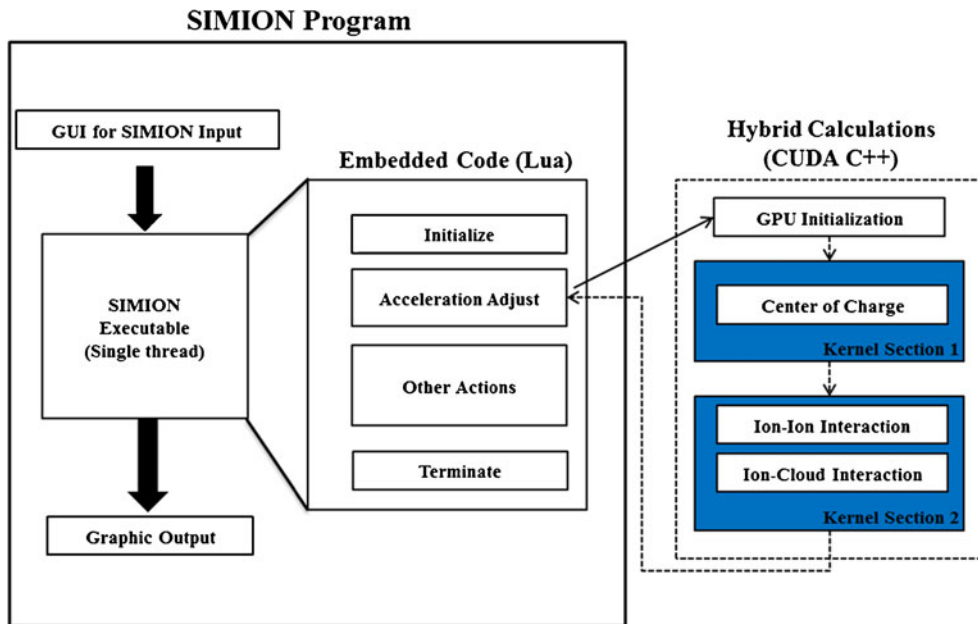 SIMION Program
GUI for SIMION Input
SIMION
Executable
(Single thread)
Graphic Output
Embedded Code (Lua)
Initialize
Acceleration Adjust
Other Actions
Terminate
Hybrid Calculations
(CUDA C++)
GPU Initialization
Center of Charge
Kernel Section 1
Ion-Ion Interaction
Ion-Cloud Interaction
Kernel Section 2